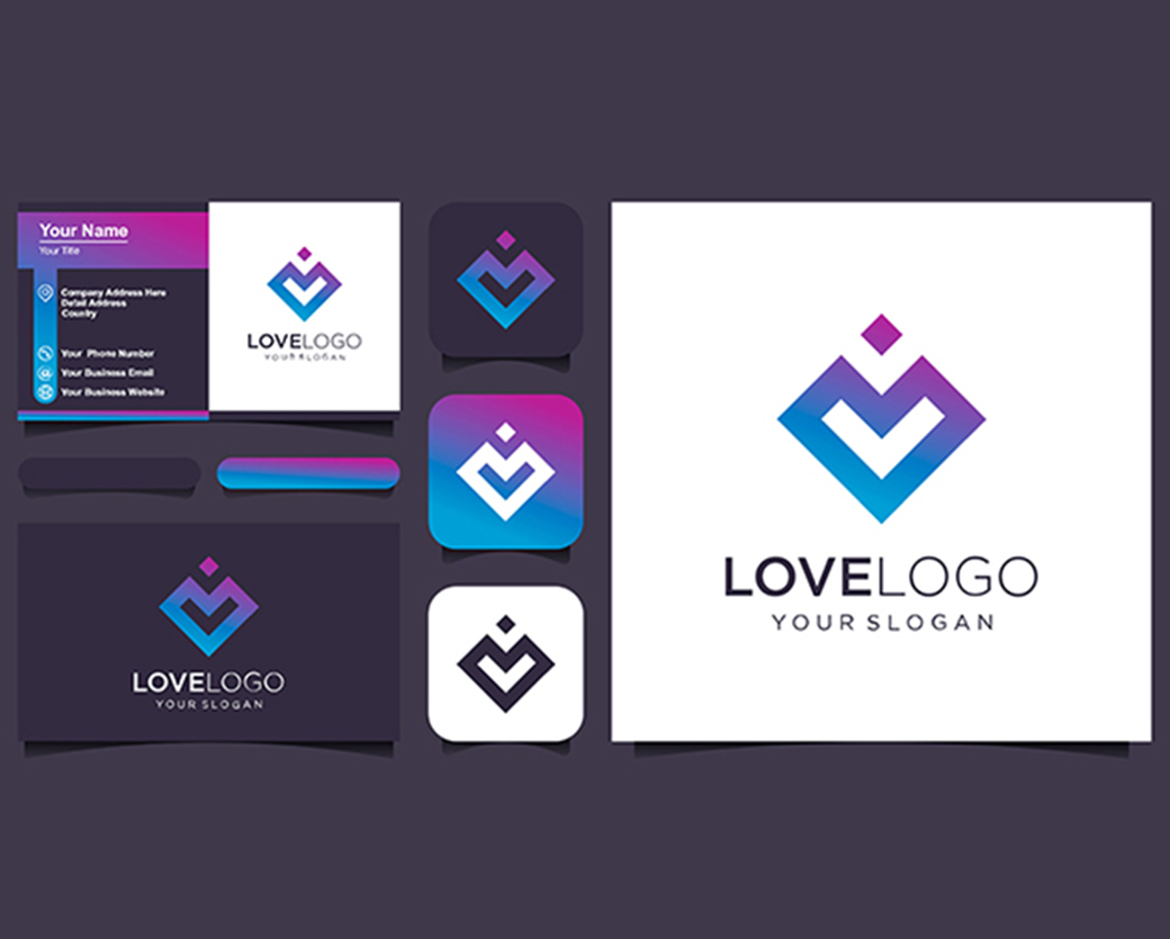 Your Name
Your Title
Company Address Here
Detail Address
Country
Your Phone Number
Your Business Email
Your Business Website
LOVELOGO
YOUR SLOGAN
LOVELOGO
YOUR SLOGAN
LOVELOGO
YOUR SLOGAN